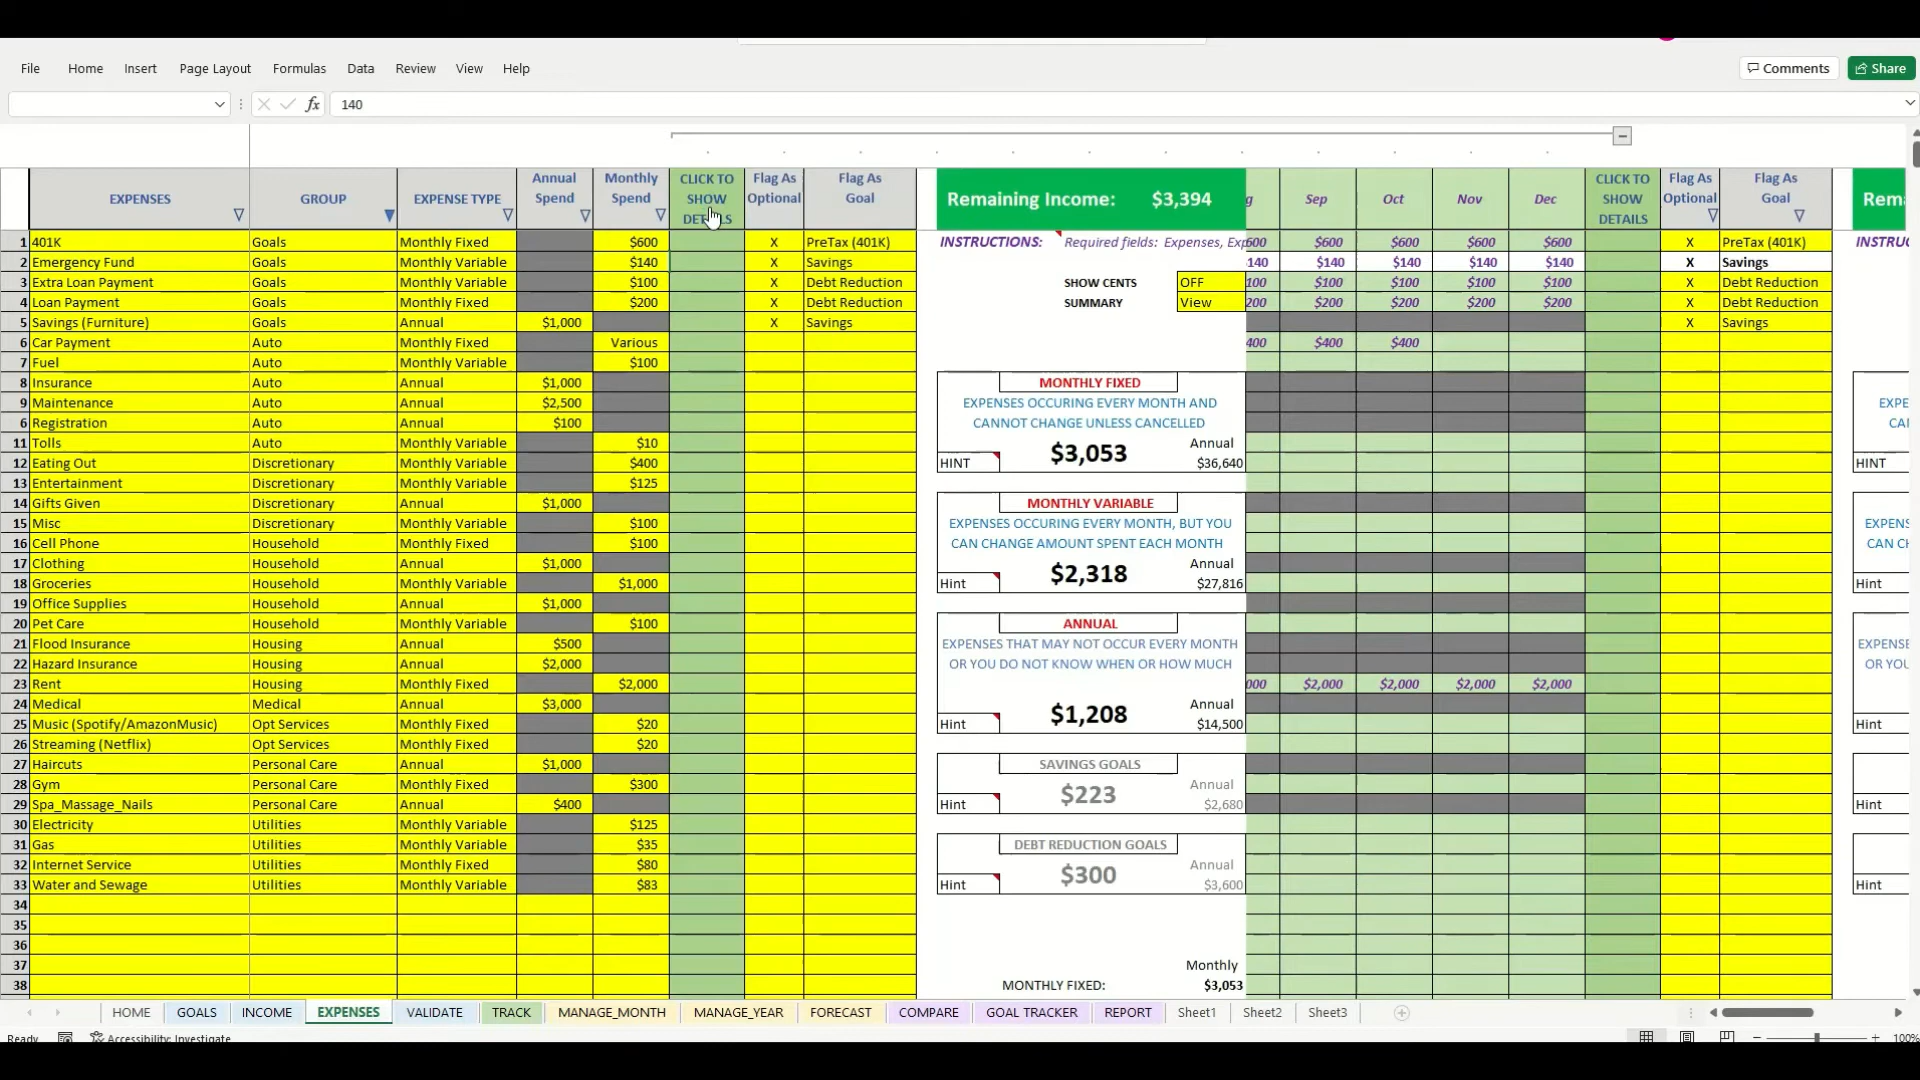 File Home Insert Page Layout Formulas Data Review View Help Comments Share
fx 140
EXPENSES GROUP EXPENSE TYPE Annual Spend Monthly Spend CLICK TO SHOW DETAILS Flag As Optional Flag As Goal Remaining Income: $3,394 Sep Oct Nov Dec CLICK TO SHOW DETAILS Flag As Optional Flag As Goal
1 401K Goals Monthly Fixed $600 X PreTax (401K) INSTRUCTIONS: Required fields: Expenses, Exp 600 $600 $600 $600 $600 X PreTax (401K)
2 Emergency Fund Goals Monthly Variable $140 X Savings 140 $140 $140 $140 $140 X Savings
3 Extra Loan Payment Goals Monthly Variable $100 X Debt Reduction SHOW CENTS OFF 100 $100 $100 $100 $100 X Debt Reduction
4 Loan Payment Goals Monthly Fixed $200 X Debt Reduction SUMMARY View 200 $200 $200 $200 $200 X Debt Reduction
5 Savings (Furniture) Goals Annual $1,000 X Savings X Savings
6 Car Payment Auto Monthly Fixed Various 400 $400 $400
7 Fuel Auto Monthly Variable $100
8 Insurance Auto Annual $1,000 MONTHLY FIXED
9 Maintenance Auto Annual $2,500 EXPENSES OCCURING EVERY MONTH AND EXPE
6 Registration Auto Annual $100 CANNOT CHANGE UNLESS CANCELLED CA
11 Tolls Auto Monthly Variable $10 $3,053 Annual
12 Eating Out Discretionary Monthly Variable $400 HINT $36,640 HINT
13 Entertainment Discretionary Monthly Variable $125
14 Gifts Given Discretionary Annual $1,000 MONTHLY VARIABLE
15 Misc Discretionary Monthly Variable $100 EXPENSES OCCURING EVERY MONTH, BUT YOU EXPENS
16 Cell Phone Household Monthly Fixed $100 CAN CHANGE AMOUNT SPENT EACH MONTH CAN CH
17 Clothing Household Annual $1,000 $2,318 Annual
18 Groceries Household Monthly Variable $1,000 Hint $27,816 Hint
19 Office Supplies Household Annual $1,000
20 Pet Care Household Monthly Variable $100 ANNUAL
21 Flood Insurance Housing Annual $500 EXPENSES THAT MAY NOT OCCUR EVERY MONTH EXPENSE
22 Hazard Insurance Housing Annual $2,000 OR YOU DO NOT KNOW WHEN OR HOW MUCH OR YOU
23 Rent Housing Monthly Fixed $2,000 000 $2,000 $2,000 $2,000 $2,000
24 Medical Medical Annual $3,000 $1,208 Annual
25 Music (Spotify/AmazonMusic) Opt Services Monthly Fixed $20 Hint $14,500 Hint
26 Streaming (Netflix) Opt Services Monthly Fixed $20
27 Haircuts Personal Care Annual $1,000 SAVINGS GOALS
28 Gym Personal Care Monthly Fixed $300 $223 Annual
29 Spa_Massage_Nails Personal Care Annual $400 Hint $2,680 Hint
30 Electricity Utilities Monthly Variable $125
31 Gas Utilities Monthly Variable $35 DEBT REDUCTION GOALS
32 Internet Service Utilities Monthly Fixed $80 $300 Annual
33 Water and Sewage Utilities Monthly Variable $83 Hint $3,600 Hint
34
35
36
37 Monthly
38 MONTHLY FIXED: $3,053
HOME GOALS INCOME EXPENSES VALIDATE TRACK MANAGE_MONTH MANAGE_YEAR FORECAST COMPARE GOAL TRACKER REPORT Sheet1 Sheet2 Sheet3
Ready Accessibility: Investigate 100%